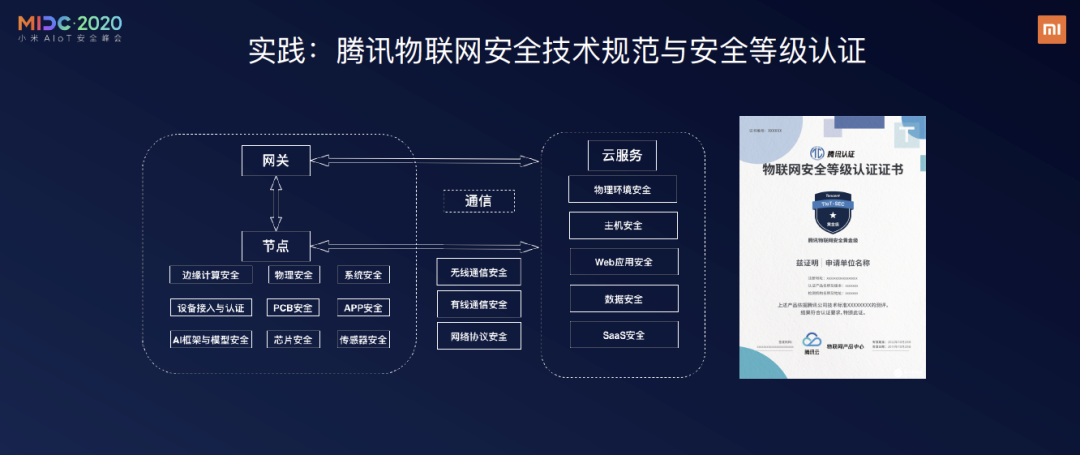 MIDC·2020
小米 AIoT 安全峰会
mi
实践：腾讯物联网安全技术规范与安全等级认证
网关
节点
边缘计算安全 物理安全 系统安全
设备接入与认证 PCB安全 APP安全
AI框架与模型安全 芯片安全 传感器安全
通信
无线通信安全
有线通信安全
网络协议安全
云服务
物理环境安全
主机安全
Web应用安全
数据安全
SaaS安全
T
腾讯认证
物联网安全等级认证证书
Tencent
TIoT-SEC
黄金级
腾讯物联网安全黄金级
兹证明 申请单位名称
腾讯云
物联网产品中心